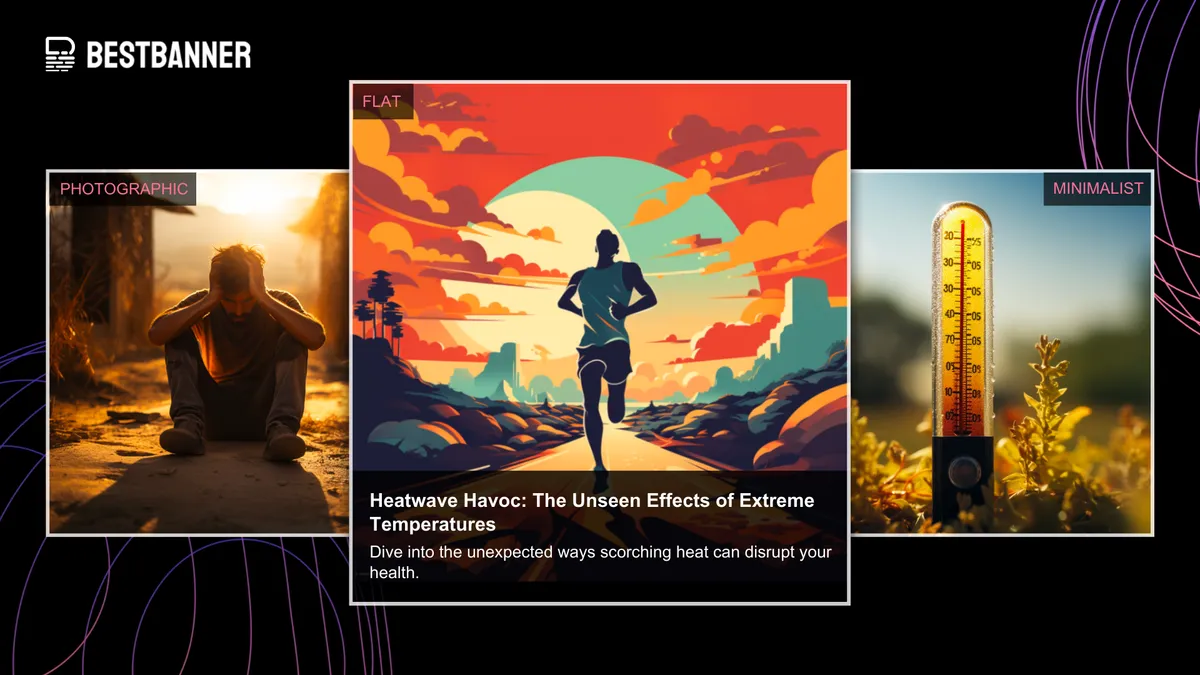 BESTBANNER
FLAT
PHOTOGRAPHIC
MINIMALIST
Heatwave Havoc: The Unseen Effects of Extreme
Temperatures
Dive into the unexpected ways scorching heat can disrupt your
health.